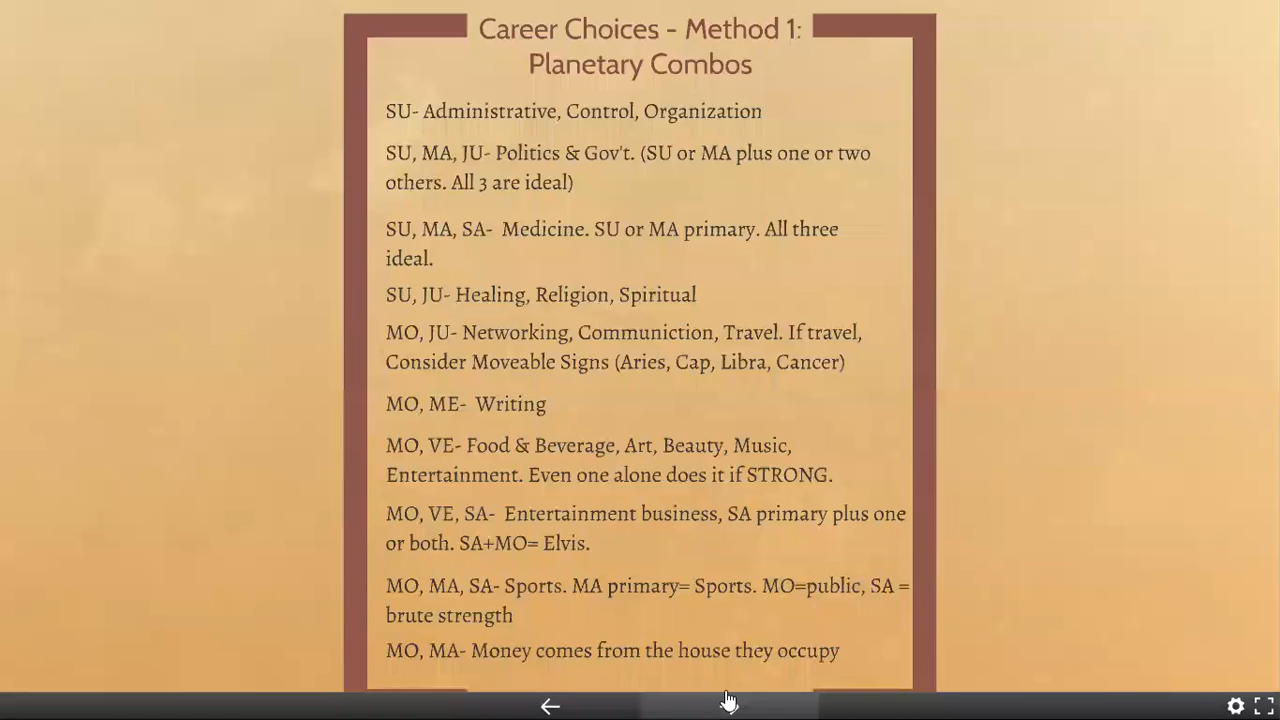 Career Choices - Method 1:
Planetary Combos
SU- Administrative, Control, Organization
SU, MA, JU- Politics & Gov't. (SU or MA plus one or two
others. All 3 are ideal)
SU, MA, SA-  Medicine. SU or MA primary. All three
ideal.
SU, JU- Healing, Religion, Spiritual
MO, JU- Networking, Communiction, Travel. If travel,
Consider Moveable Signs (Aries, Cap, Libra, Cancer)
MO, ME-  Writing
MO, VE- Food & Beverage, Art, Beauty, Music,
Entertainment. Even one alone does it if STRONG.
MO, VE, SA-  Entertainment business, SA primary plus one
or both. SA+MO= Elvis.
MO, MA, SA- Sports. MA primary= Sports. MO=public, SA =
brute strength
MO, MA- Money comes from the house they occupy